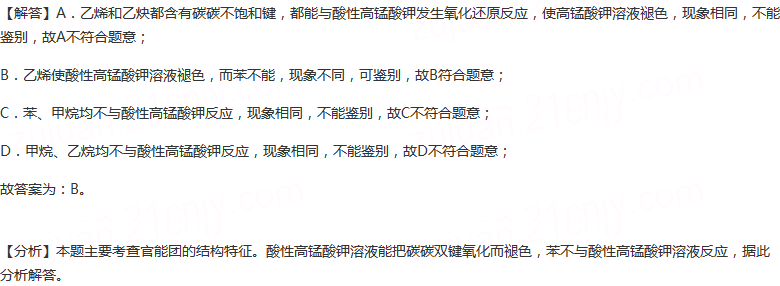 【解答】A．乙烯和乙炔都含有碳碳不饱和键，都能与酸性高锰酸钾发生氧化还原反应，使高锰酸钾溶液褪色，现象相同，不能
鉴别，故A不符合题意；
B．乙烯使酸性高锰酸钾溶液褪色，而苯不能，现象不同，可鉴别，故B符合题意；
C．苯、甲烷均不与酸性高锰酸钾反应，现象相同，不能鉴别，故C不符合题意；
D．甲烷、乙烷均不与酸性高锰酸钾反应，现象相同，不能鉴别，故D不符合题意；
故答案为：B。
【分析】本题主要考查官能团的结构特征。酸性高锰酸钾溶液能把碳碳双键氧化而褪色，苯不与酸性高锰酸钾溶液反应，据此
分析解答。